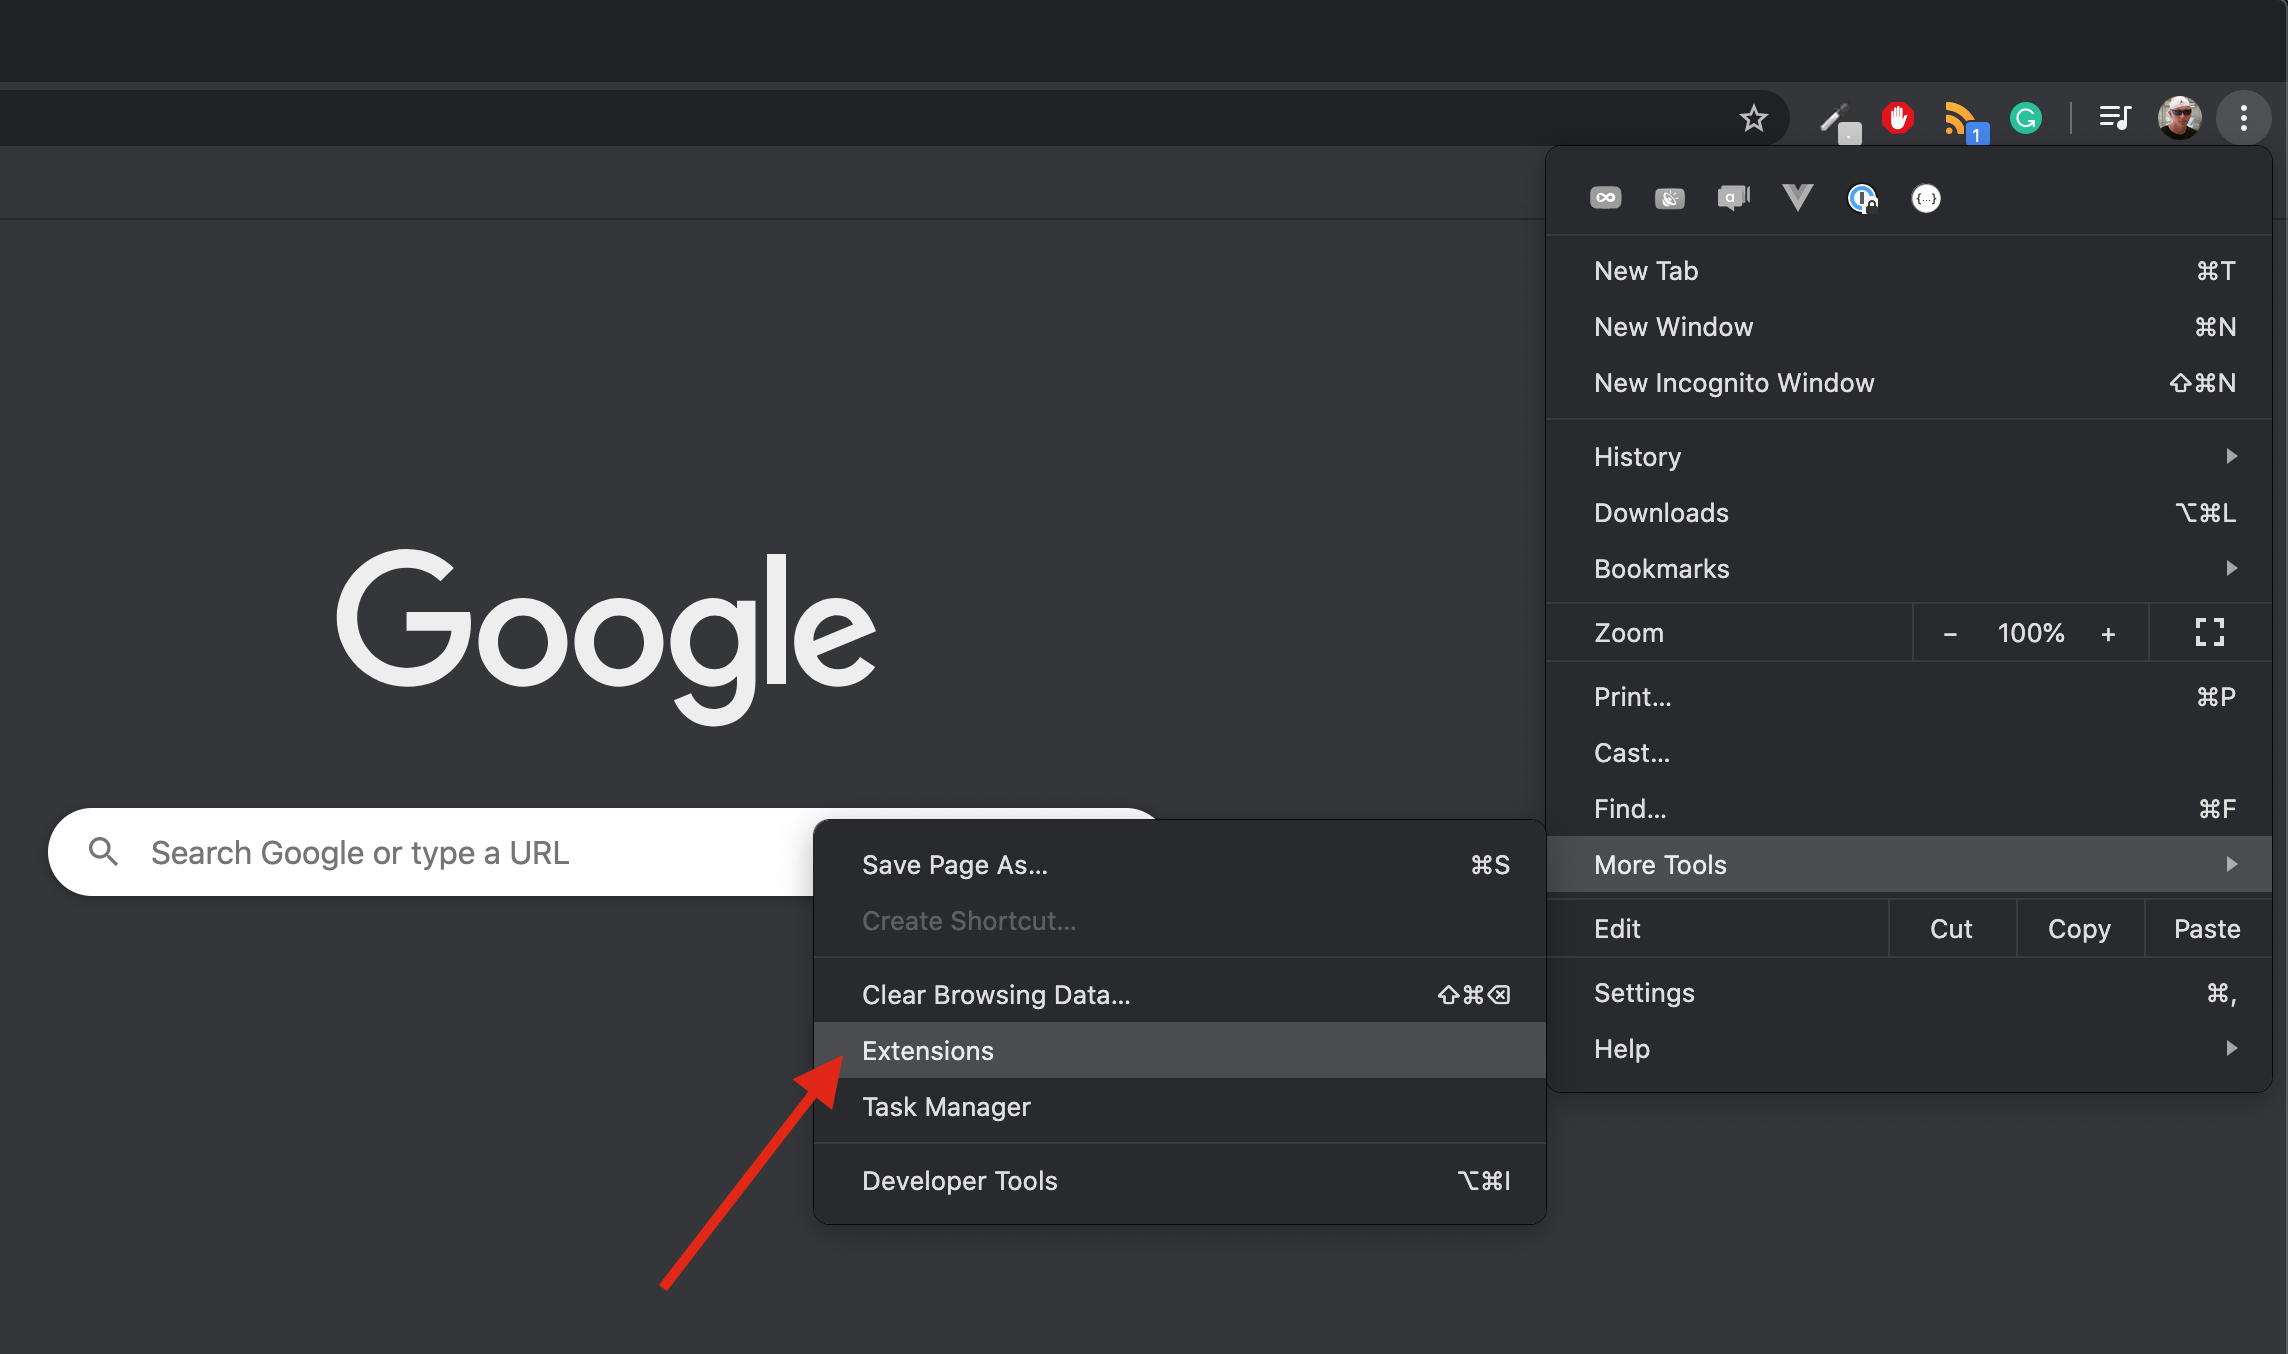 1
G
a
{...}
New Tab ⌘T
New Window ⌘N
New Incognito Window ⇧⌘N
History
Downloads ⌥⌘L
Bookmarks
Zoom - 100% +
Print... ⌘P
Cast...
Find... ⌘F
More Tools
Edit Cut Copy Paste
Settings ⌘,
Help
Google
Search Google or type a URL
Save Page As... ⌘S
Create Shortcut...
Clear Browsing Data... ⇧⌘⌫
Extensions
Task Manager
Developer Tools ⌥⌘I